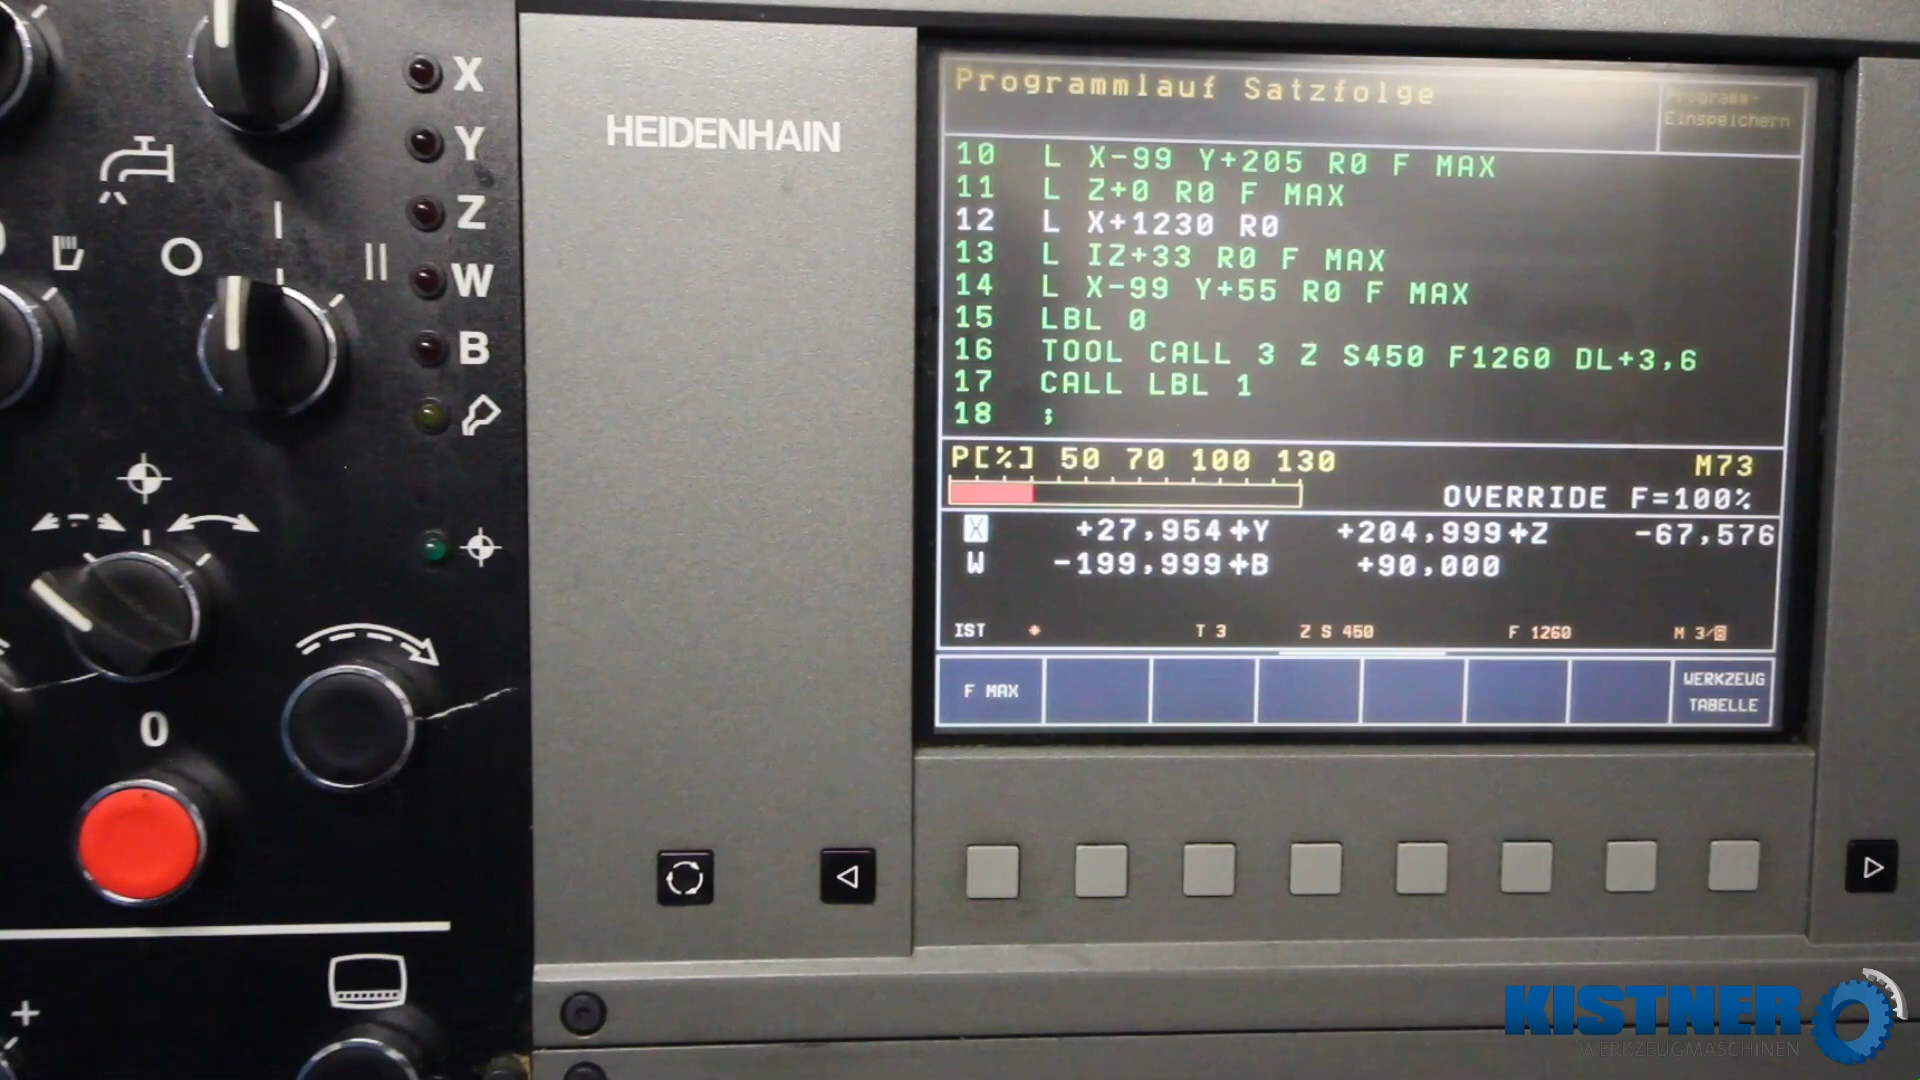 X
Y
Z
W
B
0
HEIDENHAIN
Programmlauf Satzfolge
Programm-
Einspeichern
10 L X-99 Y+205 R0 F MAX
11 L Z+0 R0 F MAX
12 L X+1230 R0
13 L IZ+33 R0 F MAX
14 L X-99 Y+55 R0 F MAX
15 LBL 0
16 TOOL CALL 3 Z S450 F1260 DL+3,6
17 CALL LBL 1
18 ;
P[%] 50 70 100 130 M73
OVERRIDE F=100%
X +27,954 Y +204,999 Z -67,576
W -199,999 B +90,000
IST * T 3 Z S 450 F 1260 M 3/8
F MAX
WERKZEUG
TABELLE
KISTNER
WERKZEUGMASCHINEN